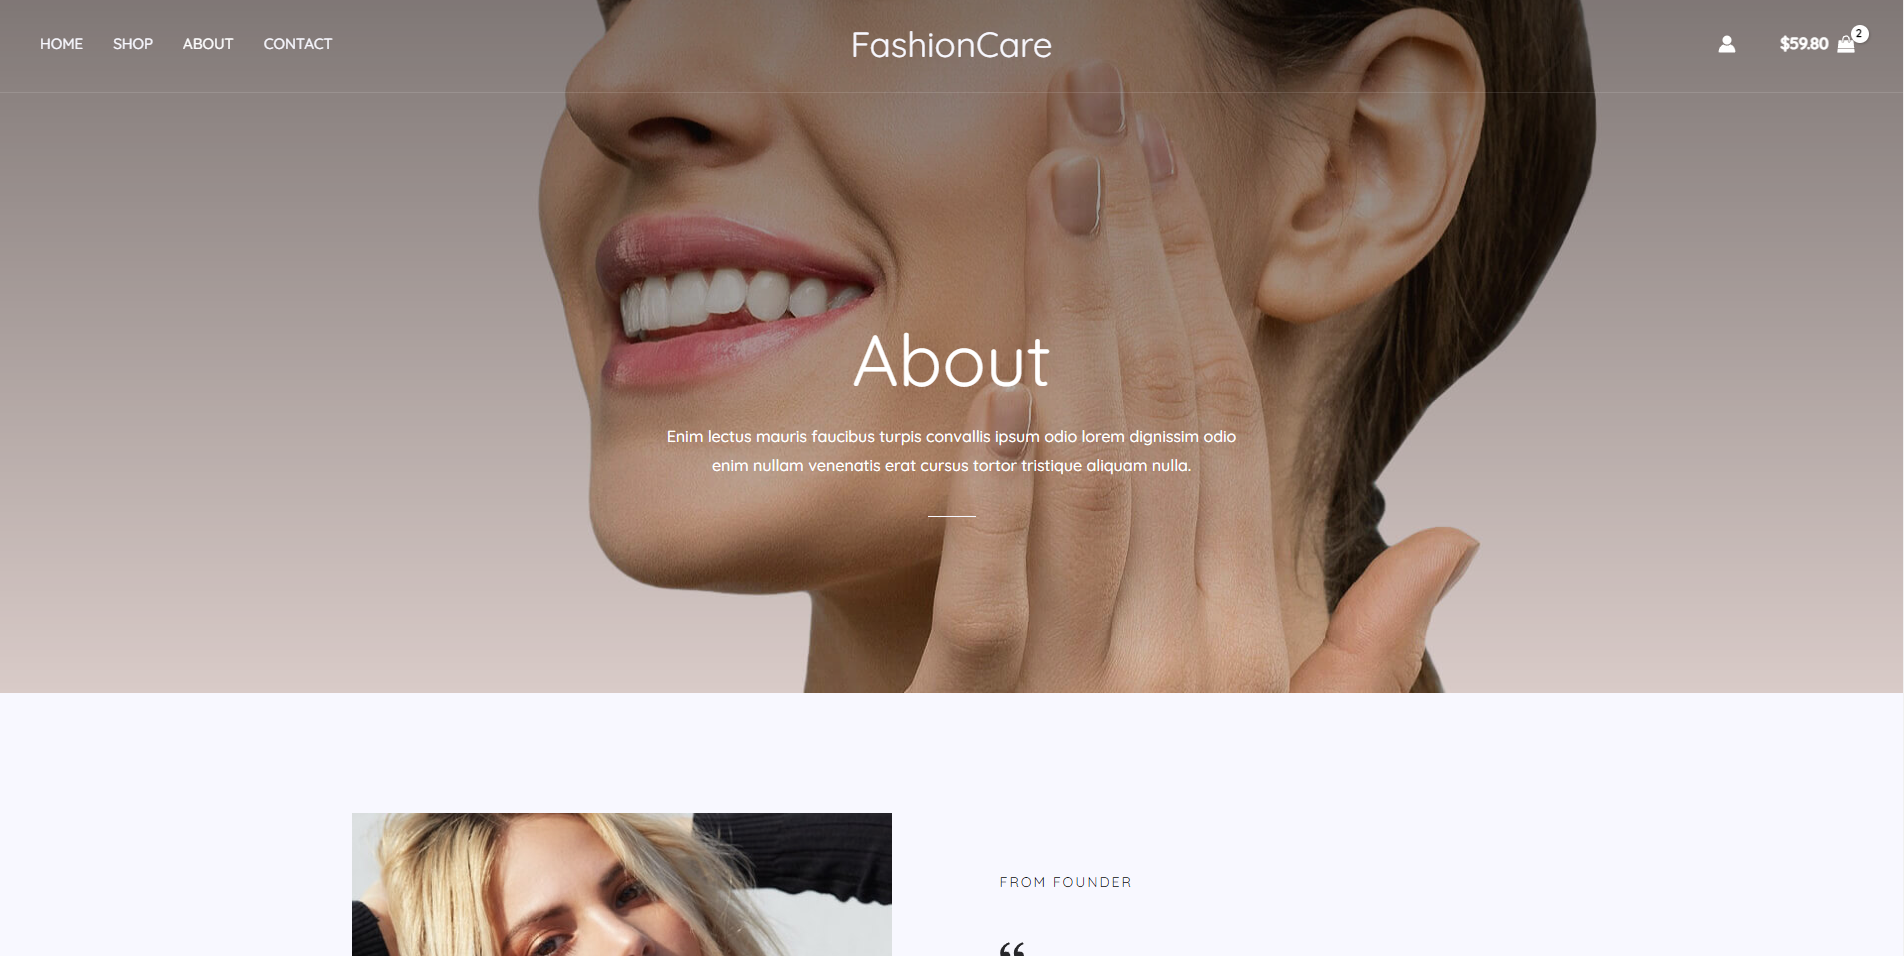 HOME SHOP ABOUT CONTACT
FashionCare
$59.80 2
About
Enim lectus mauris faucibus turpis convallis ipsum odio lorem dignissim odio
enim nullam venenatis erat cursus tortor tristique aliquam nulla.
FROM FOUNDER
“